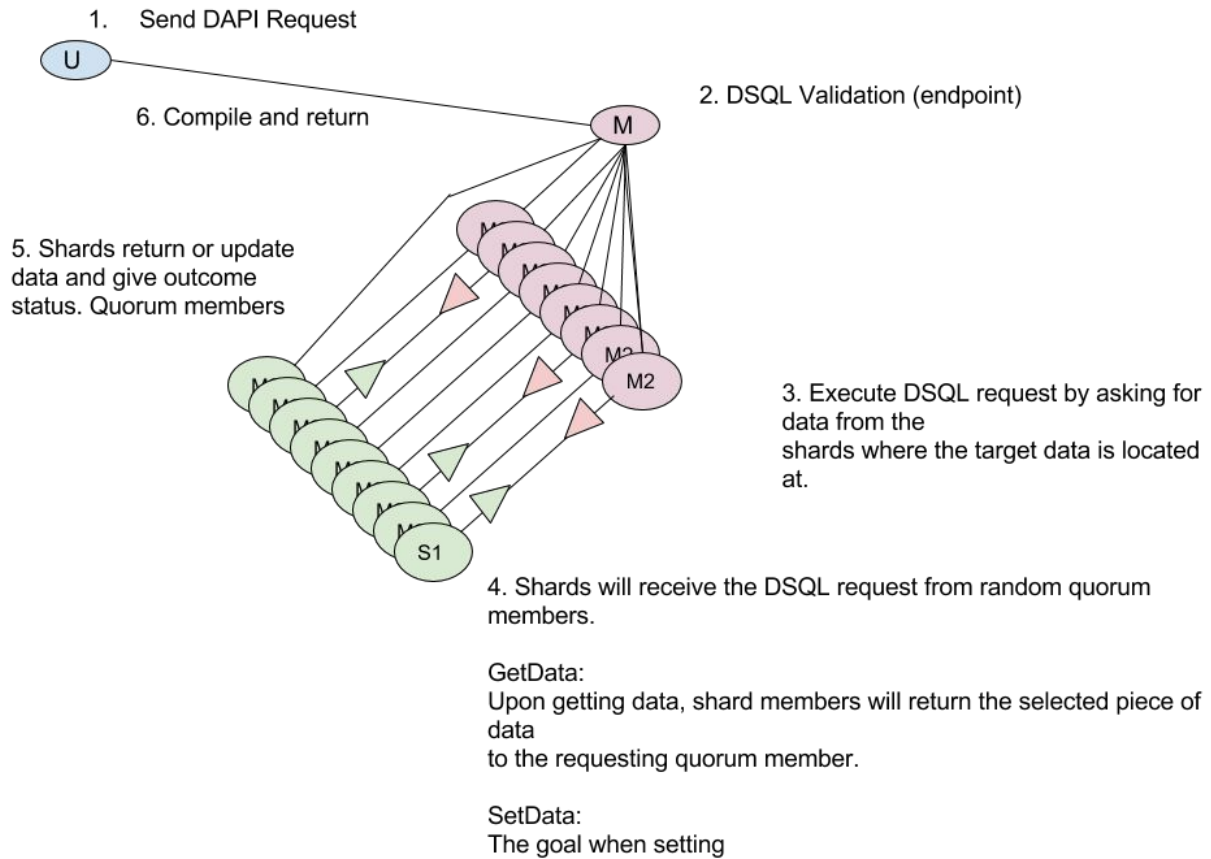 1. Send DAPI Request
U
2. DSQL Validation (endpoint)
6. Compile and return
M
5. Shards return or update
data and give outcome
status. Quorum members
M2
M2
3. Execute DSQL request by asking for
data from the
shards where the target data is located
at.
S1
4. Shards will receive the DSQL request from random quorum
members.
GetData:
Upon getting data, shard members will return the selected piece of
data
to the requesting quorum member.
SetData:
The goal when setting